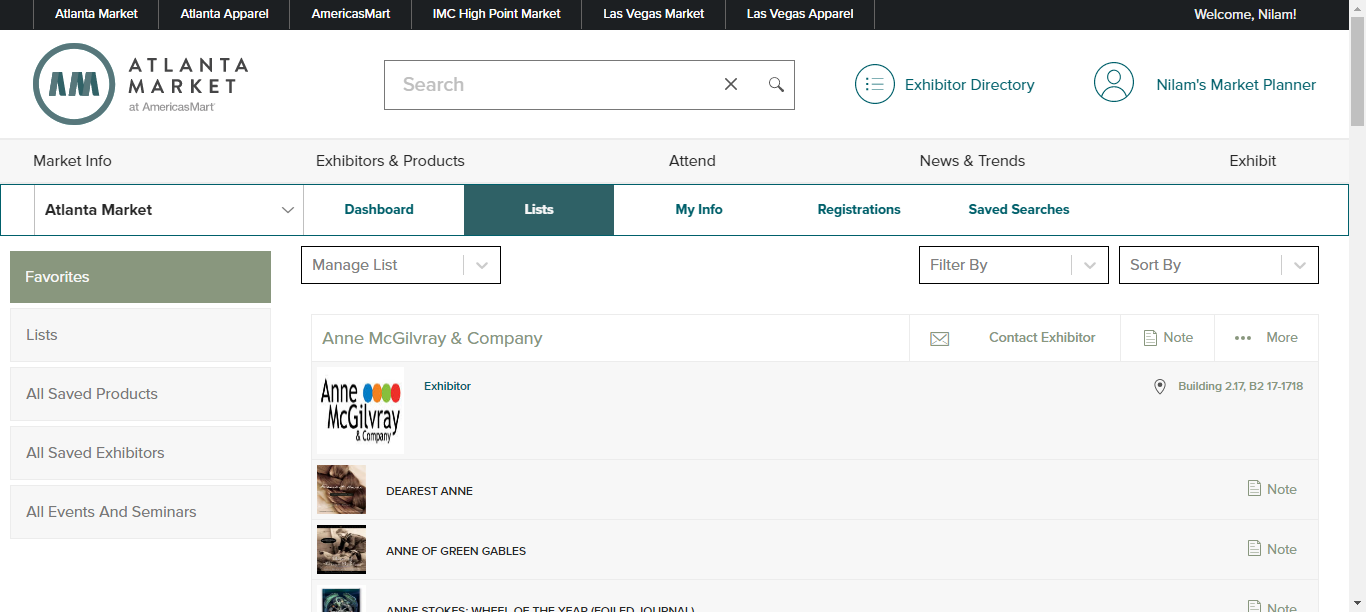 Atlanta Market Atlanta Apparel AmericasMart IMC High Point Market Las Vegas Market Las Vegas Apparel Welcome, Nilam!
ATLANTA
MARKET
at AmericasMart
Search
Exhibitor Directory
Nilam's Market Planner
Market Info Exhibitors & Products Attend News & Trends Exhibit
Atlanta Market Dashboard Lists My Info Registrations Saved Searches
Favorites
Lists
All Saved Products
All Saved Exhibitors
All Events And Seminars
Manage List Filter By Sort By
Anne McGilvray & Company Contact Exhibitor Note More
Anne
McGilvray
& Company
Exhibitor Building 2.17, B2 17-1718
DEAREST ANNE Note
ANNE OF GREEN GABLES Note
ANNE STOKES: WHEEL OF THE YEAR (FOILED JOURNAL) Note